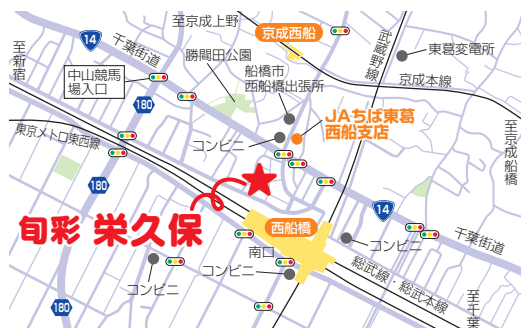 至京成上野
京成西船
14
千葉街道
武蔵野線
東葛変電所
至新宿
勝間田公園
船橋市
西船橋出張所
京成本線
中山競馬
場入口
180
JAちば東葛
西船支店
東京メトロ東西線
コンビニ
至京成船橋
180
14
旬彩 栄久保
西船橋
千葉街道
南口
コンビニ
コンビニ
コンビニ
総武線・総武本線
180
至千葉